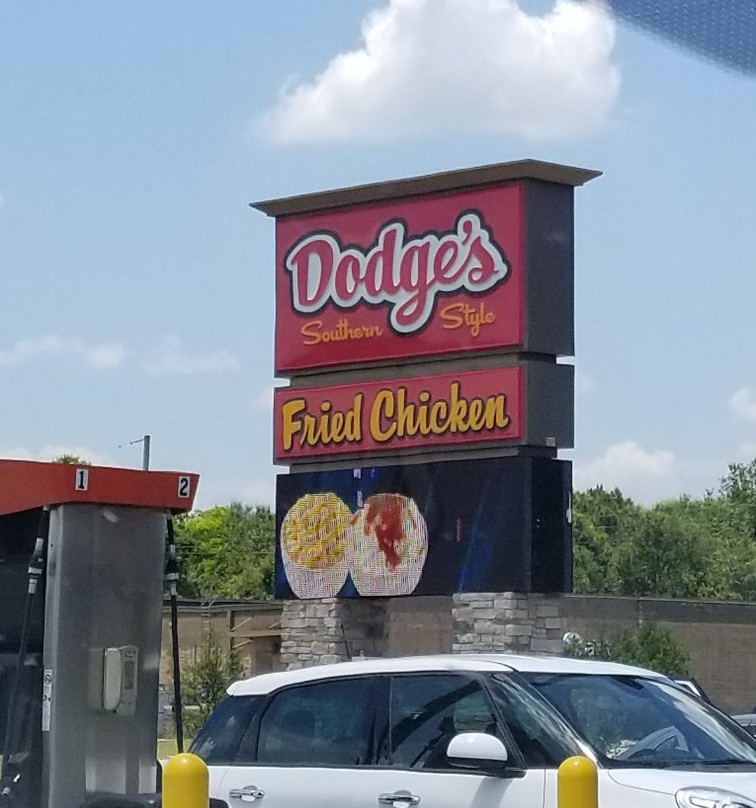 Dodge's
Southern Style
Fried Chicken
1 2